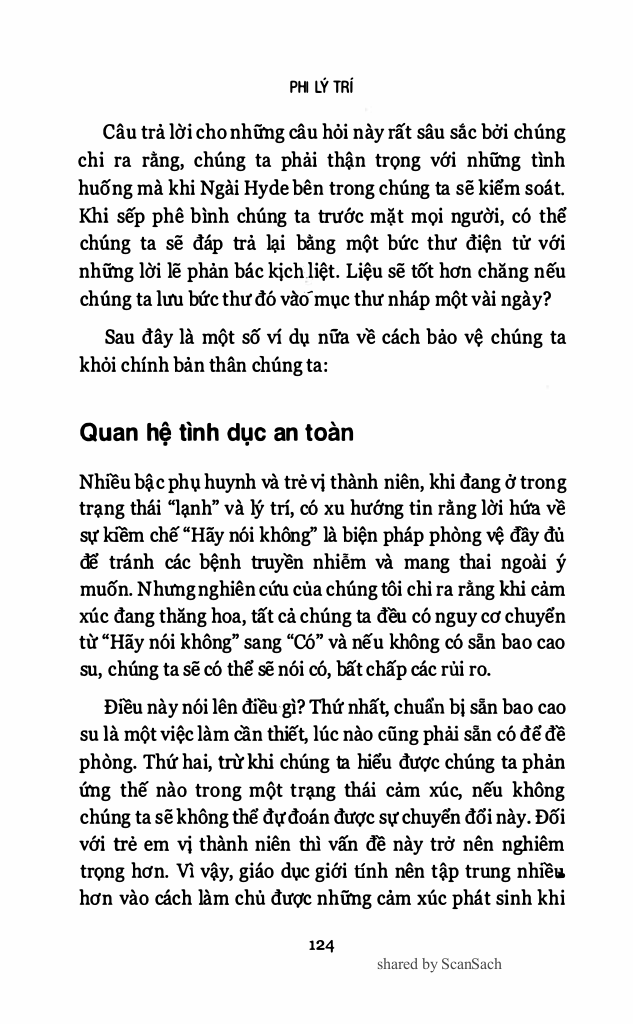 PHI LÝ TRÍ
Câu trả lời cho những câu hỏi này rất sâu sắc bởi chúng
chỉ ra rằng, chúng ta phải thận trọng với những tình
huống mà khi Ngài Hyde bên trong chúng ta sẽ kiểm soát.
Khi sếp phê bình chúng ta trước mặt mọi người, có thể
chúng ta sẽ đáp trả lại bằng một bức thư điện tử với
những lời lẽ phản bác kịch liệt. Liệu sẽ tốt hơn chăng nếu
chúng ta lưu bức thư đó vào mục thư nháp một vài ngày?
Sau đây là một số ví dụ nữa về cách bảo vệ chúng ta
khỏi chính bản thân chúng ta:
Quan hệ tình dục an toàn
Nhiều bậc phụ huynh và trẻ vị thành niên, khi đang ở trong
trạng thái “lạnh” và lý trí, có xu hướng tin rằng lời hứa về
sự kiềm chế “Hãy nói không” là biện pháp phòng vệ đầy đủ
để tránh các bệnh truyền nhiễm và mang thai ngoài ý
muốn. Nhưng nghiên cứu của chúng tôi chỉ ra rằng khi cảm
xúc đang thăng hoa, tất cả chúng ta đều có nguy cơ chuyển
từ “Hãy nói không” sang “Có” và nếu không có sẵn bao cao
su, chúng ta sẽ có thể sẽ nói có, bất chấp các rủi ro.
Điều này nói lên điều gì? Thứ nhất, chuẩn bị sẵn bao cao
su là một việc làm cần thiết, lúc nào cũng phải sẵn có để đề
phòng. Thứ hai, trừ khi chúng ta hiểu được chúng ta phản
ứng thế nào trong một trạng thái cảm xúc, nếu không
chúng ta sẽ không thể dự đoán được sự chuyển đổi này. Đối
với trẻ em vị thành niên thì vấn đề này trở nên nghiêm
trọng hơn. Vì vậy, giáo dục giới tính nên tập trung nhiều
hơn vào cách làm chủ được những cảm xúc phát sinh khi
124
shared by ScanSach